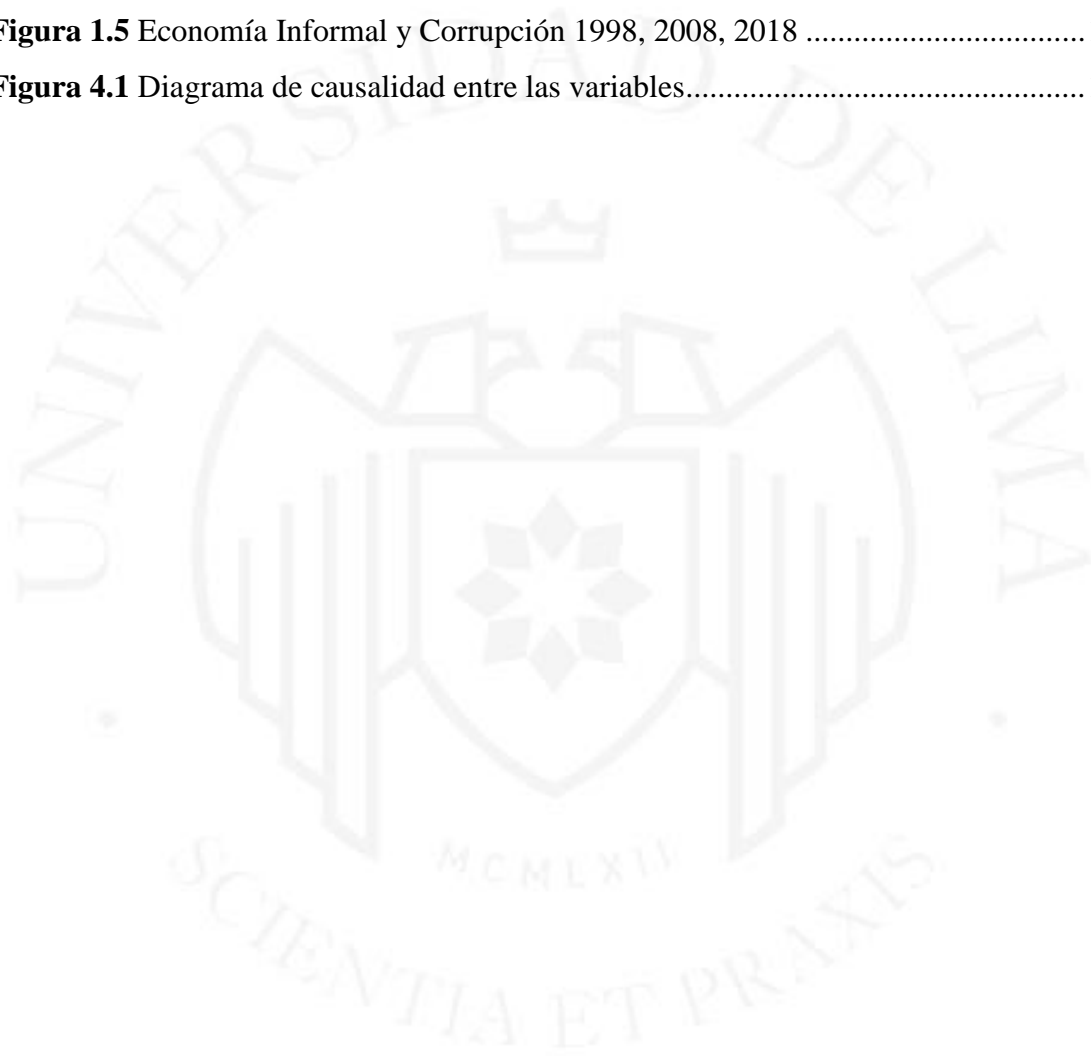 Figura 1.5 Economía Informal y Corrupción 1998, 2008, 2018 ...................................
Figura 4.1 Diagrama de causalidad entre las variables..................................................
UNIVERSIDAD DE LIMA
MCMLXII
SCIENTIA ET PRAXIS